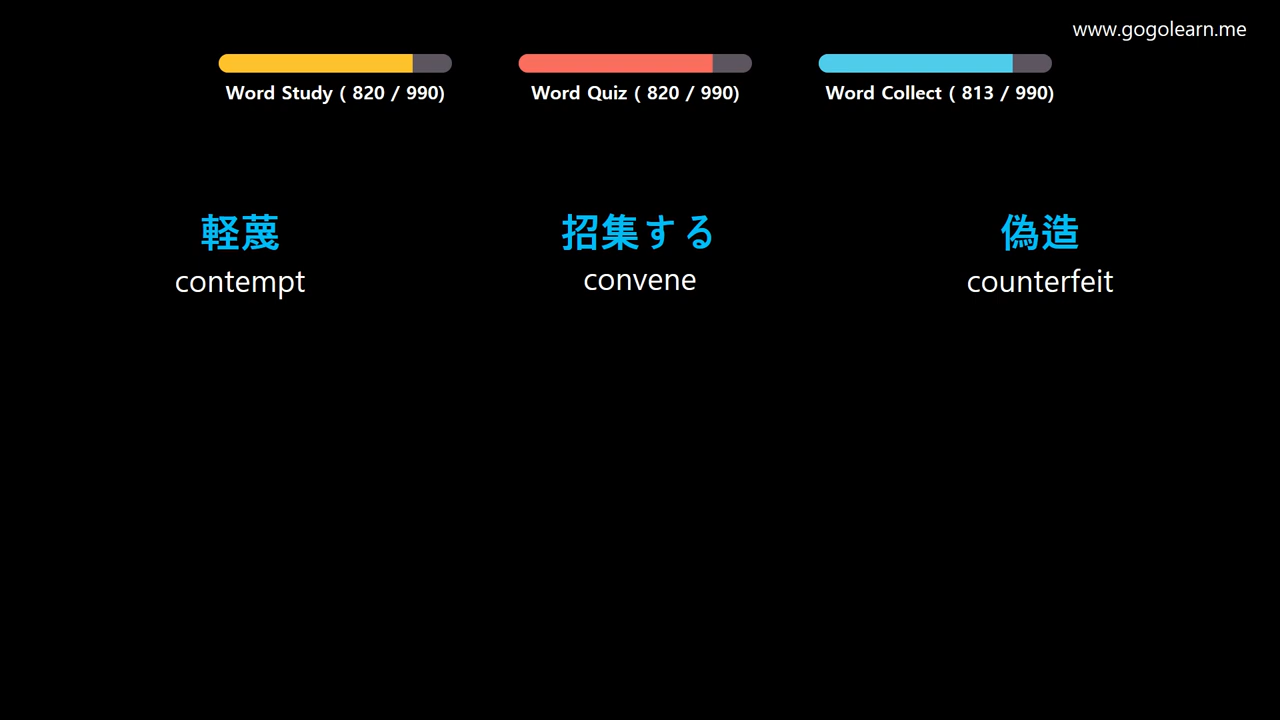 www.gogolearn.me
Word Study ( 820 / 990)
Word Quiz ( 820 / 990)
Word Collect ( 813 / 990)
軽蔑
contempt
招集する
convene
偽造
counterfeit